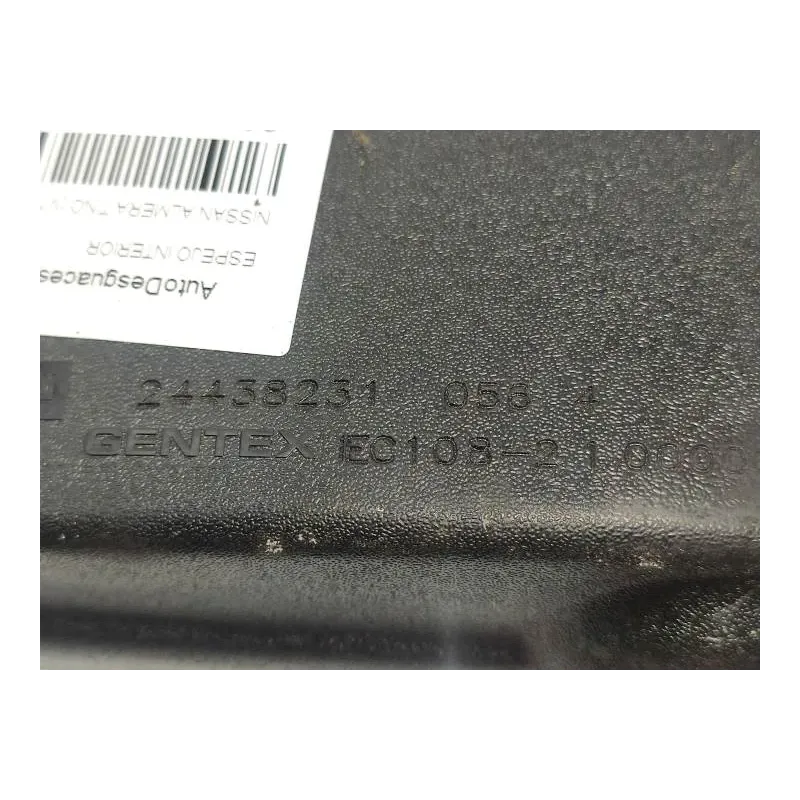 AutoDesguaces
ESPEJO INTERIOR
NISSAN ALMERA TINO
24438231 056 4
GENTEX EC108-2 1.0000